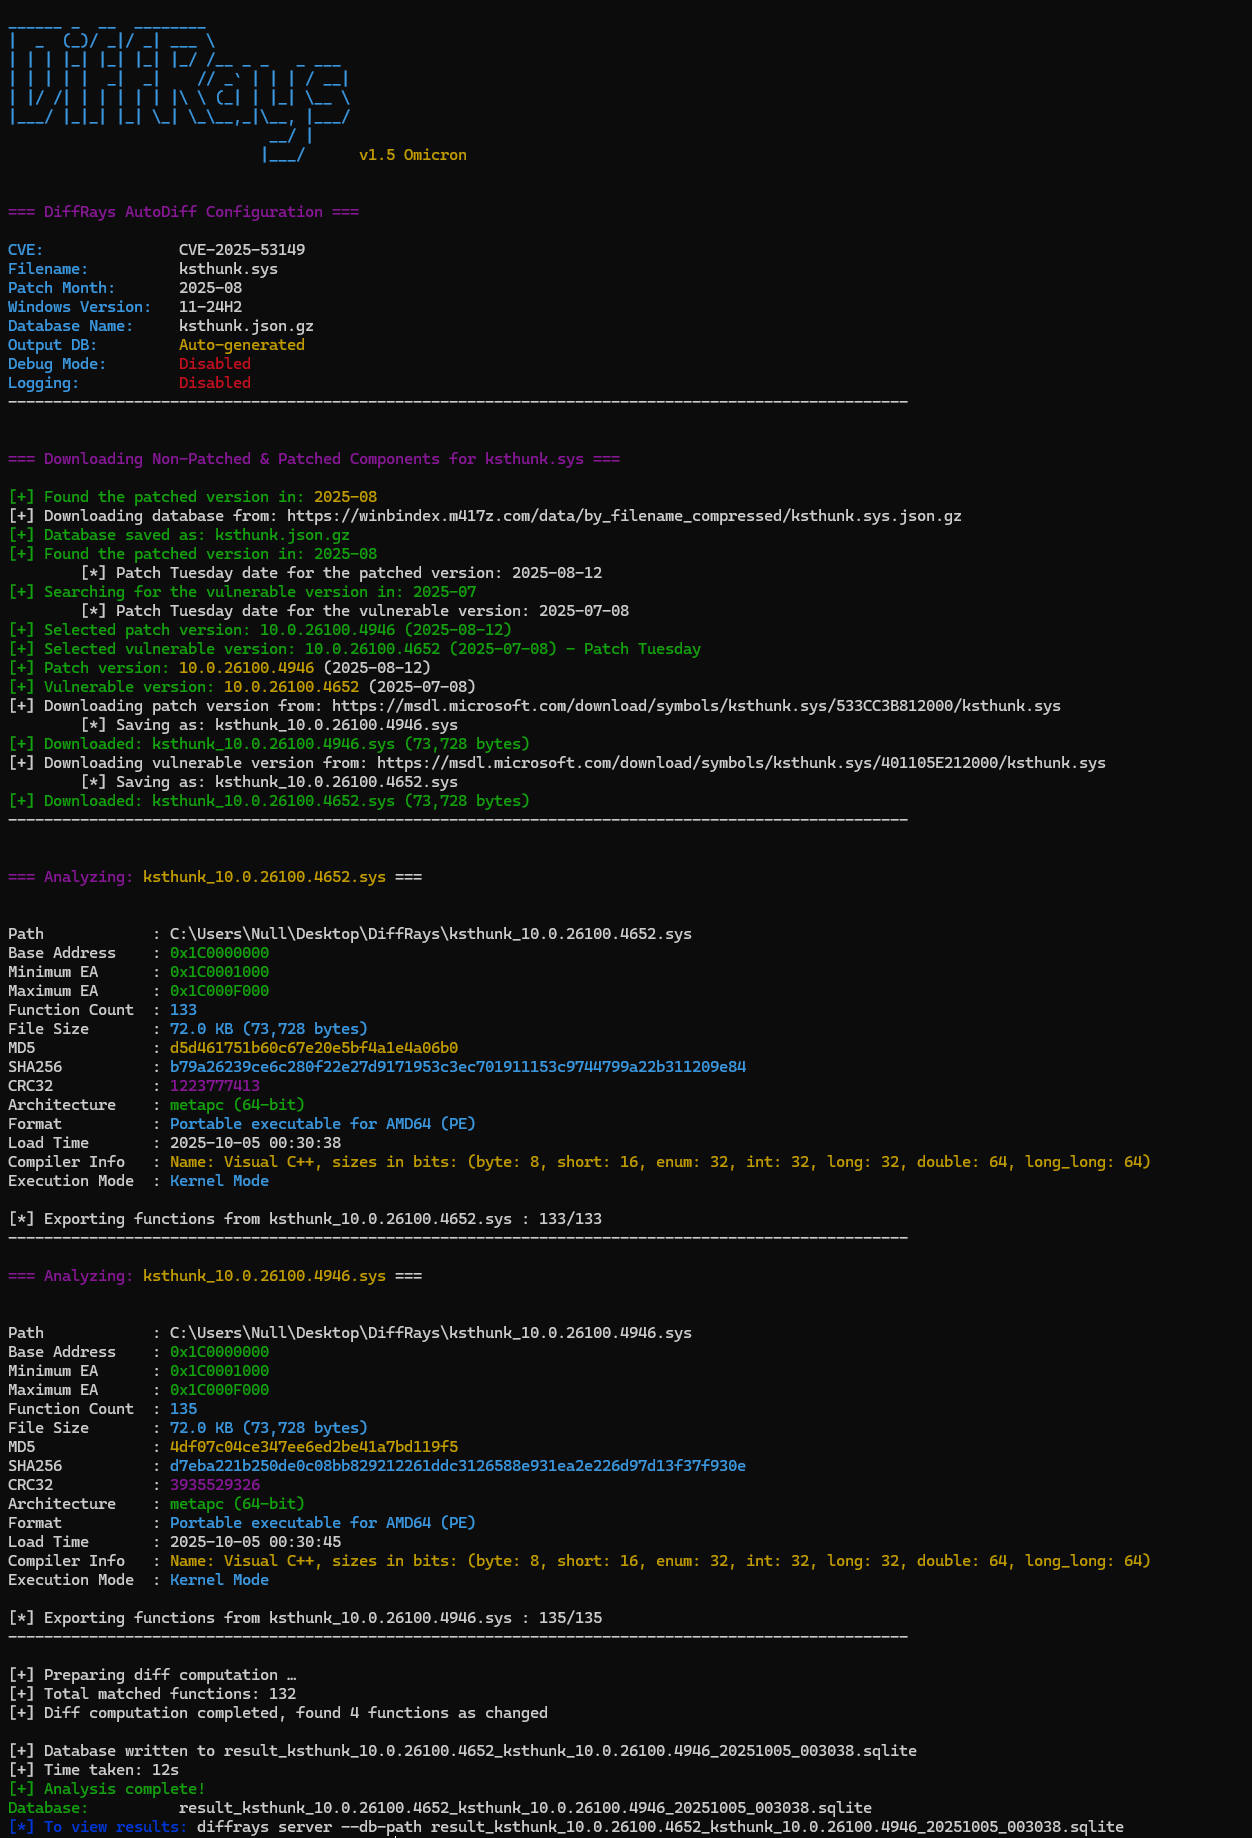 ______ _  __  ________
|  _  (_)/ _|/ _| ___ \
| | | |_| |_| |_| |_/ /__ _ _   _ ___
| | | | |  _|  _|    // _` | | | / __|
| |/ /| | | | | | |\ \ (_| | |_| \__ \
|___/ |_|_| |_| \_| \_\__,_|\__, |___/
                             __/ |
                            |___/      v1.5 Omicron
=== DiffRays AutoDiff Configuration ===
CVE:               CVE-2025-53149
Filename:          ksthunk.sys
Patch Month:       2025-08
Windows Version:   11-24H2
Database Name:     ksthunk.json.gz
Output DB:         Auto-generated
Debug Mode:        Disabled
Logging:           Disabled
────────────────────────────────────────────────────────────────────────────────────────────────────
=== Downloading Non-Patched & Patched Components for ksthunk.sys ===
[+] Found the patched version in: 2025-08
[+] Downloading database from: https://winbindex.m417z.com/data/by_filename_compressed/ksthunk.sys.json.gz
[+] Database saved as: ksthunk.json.gz
[+] Found the patched version in: 2025-08
        [*] Patch Tuesday date for the patched version: 2025-08-12
[+] Searching for the vulnerable version in: 2025-07
        [*] Patch Tuesday date for the vulnerable version: 2025-07-08
[+] Selected patch version: 10.0.26100.4946 (2025-08-12)
[+] Selected vulnerable version: 10.0.26100.4652 (2025-07-08) - Patch Tuesday
[+] Patch version: 10.0.26100.4946 (2025-08-12)
[+] Vulnerable version: 10.0.26100.4652 (2025-07-08)
[+] Downloading patch version from: https://msdl.microsoft.com/download/symbols/ksthunk.sys/533CC3B812000/ksthunk.sys
        [*] Saving as: ksthunk_10.0.26100.4946.sys
[+] Downloaded: ksthunk_10.0.26100.4946.sys (73,728 bytes)
[+] Downloading vulnerable version from: https://msdl.microsoft.com/download/symbols/ksthunk.sys/401105E212000/ksthunk.sys
        [*] Saving as: ksthunk_10.0.26100.4652.sys
[+] Downloaded: ksthunk_10.0.26100.4652.sys (73,728 bytes)
────────────────────────────────────────────────────────────────────────────────────────────────────
=== Analyzing: ksthunk_10.0.26100.4652.sys ===
Path            : C:\Users\Null\Desktop\DiffRays\ksthunk_10.0.26100.4652.sys
Base Address    : 0x1C0000000
Minimum EA      : 0x1C0001000
Maximum EA      : 0x1C000F000
Function Count  : 133
File Size       : 72.0 KB (73,728 bytes)
MD5             : d5d461751b60c67e20e5bf4a1e4a06b0
SHA256          : b79a26239ce6c280f22e27d9171953c3ec701911153c9744799a22b311209e84
CRC32           : 1223777413
Architecture    : metapc (64-bit)
Format          : Portable executable for AMD64 (PE)
Load Time       : 2025-10-05 00:30:38
Compiler Info   : Name: Visual C++, sizes in bits: (byte: 8, short: 16, enum: 32, int: 32, long: 32, double: 64, long_long: 64)
Execution Mode  : Kernel Mode
[*] Exporting functions from ksthunk_10.0.26100.4652.sys : 133/133
────────────────────────────────────────────────────────────────────────────────────────────────────
=== Analyzing: ksthunk_10.0.26100.4946.sys ===
Path            : C:\Users\Null\Desktop\DiffRays\ksthunk_10.0.26100.4946.sys
Base Address    : 0x1C0000000
Minimum EA      : 0x1C0001000
Maximum EA      : 0x1C000F000
Function Count  : 135
File Size       : 72.0 KB (73,728 bytes)
MD5             : 4df07c04ce347ee6ed2be41a7bd119f5
SHA256          : d7eba221b250de0c08bb829212261ddc3126588e931ea2e226d97d13f37f930e
CRC32           : 3935529326
Architecture    : metapc (64-bit)
Format          : Portable executable for AMD64 (PE)
Load Time       : 2025-10-05 00:30:45
Compiler Info   : Name: Visual C++, sizes in bits: (byte: 8, short: 16, enum: 32, int: 32, long: 32, double: 64, long_long: 64)
Execution Mode  : Kernel Mode
[*] Exporting functions from ksthunk_10.0.26100.4946.sys : 135/135
────────────────────────────────────────────────────────────────────────────────────────────────────
[+] Preparing diff computation …
[+] Total matched functions: 132
[+] Diff computation completed, found 4 functions as changed
[+] Database written to result_ksthunk_10.0.26100.4652_ksthunk_10.0.26100.4946_20251005_003038.sqlite
[+] Time taken: 12s
[+] Analysis complete!
Database:          result_ksthunk_10.0.26100.4652_ksthunk_10.0.26100.4946_20251005_003038.sqlite
[*] To view results: diffrays server --db-path result_ksthunk_10.0.26100.4652_ksthunk_10.0.26100.4946_20251005_003038.sqlite